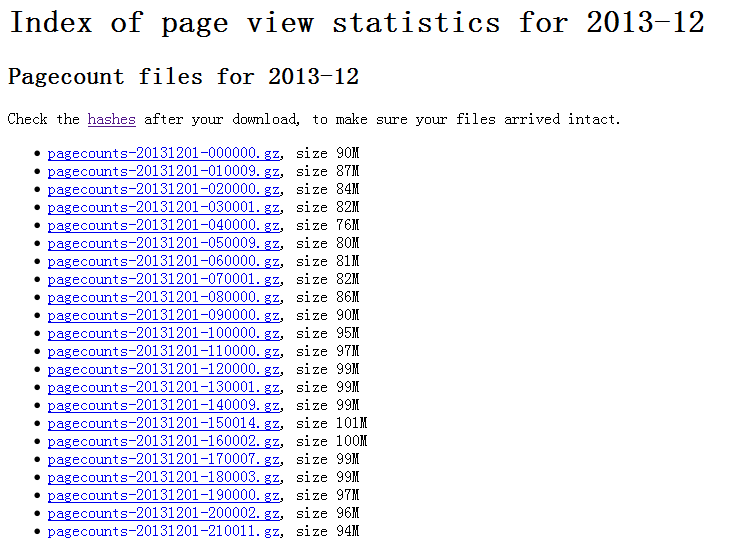 Index of page view statistics for 2013-12
Pagecount files for 2013-12
Check the hashes after your download, to make sure your files arrived intact.
pagecounts-20131201-000000.gz, size 90M
pagecounts-20131201-010009.gz, size 87M
pagecounts-20131201-020000.gz, size 84M
pagecounts-20131201-030001.gz, size 82M
pagecounts-20131201-040000.gz, size 76M
pagecounts-20131201-050009.gz, size 80M
pagecounts-20131201-060000.gz, size 81M
pagecounts-20131201-070001.gz, size 82M
pagecounts-20131201-080000.gz, size 86M
pagecounts-20131201-090000.gz, size 90M
pagecounts-20131201-100000.gz, size 95M
pagecounts-20131201-110000.gz, size 97M
pagecounts-20131201-120000.gz, size 99M
pagecounts-20131201-130001.gz, size 99M
pagecounts-20131201-140009.gz, size 99M
pagecounts-20131201-150014.gz, size 101M
pagecounts-20131201-160002.gz, size 100M
pagecounts-20131201-170007.gz, size 99M
pagecounts-20131201-180003.gz, size 99M
pagecounts-20131201-190000.gz, size 97M
pagecounts-20131201-200002.gz, size 96M
pagecounts-20131201-210011.gz, size 94M